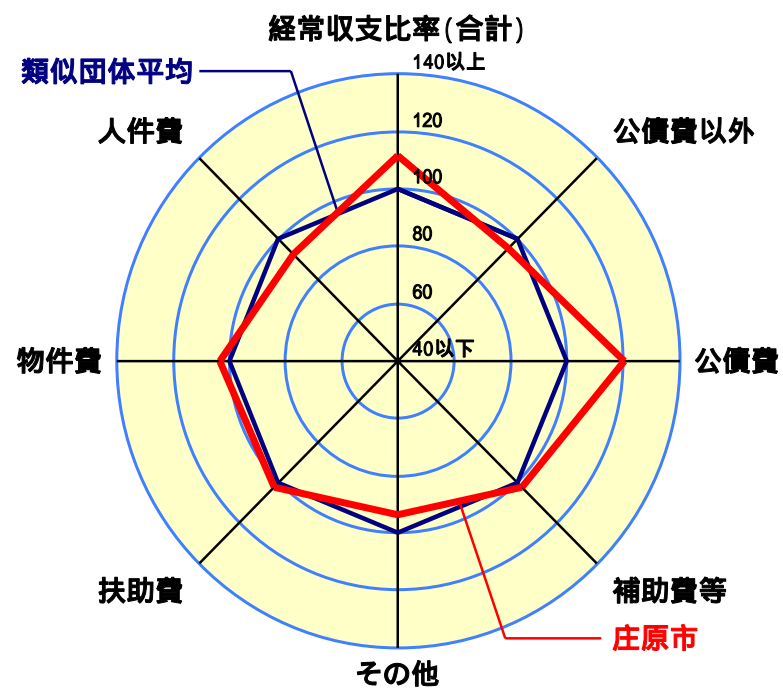 経常収支比率(合計)
140以上
類似団体平均
120
人件費
公債費以外
100
80
60
40以下
物件費
公債費
扶助費
補助費等
庄原市
その他